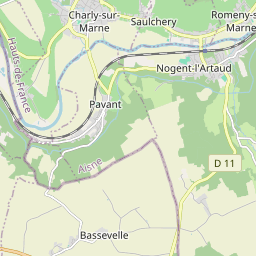 Charly-sur-
Marne
Saulchery
Romeny-s
Marne
Nogent-l'Artaud
Hauts-de-France
Pavant
Aisne
D 11
Bassevelle